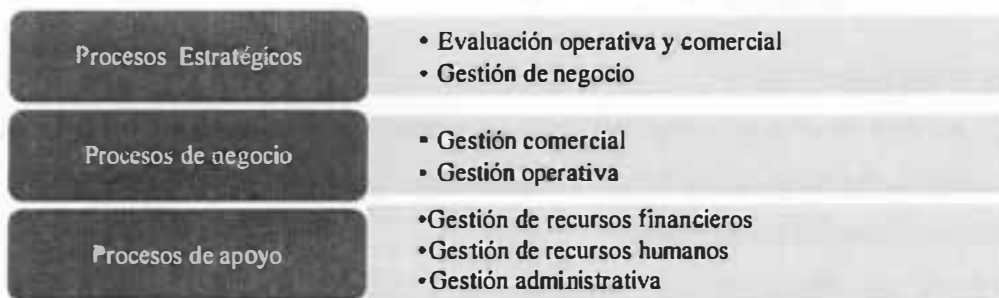 Procesos Estratégicos
• Evaluación operativa y comercial
• Gestión de negocio
Procesos de negocio
• Gestión comercial
• Gestión operativa
Procesos de apoyo
•Gestión de recursos financieros
•Gestión de recursos humanos
•Gestión administrativa